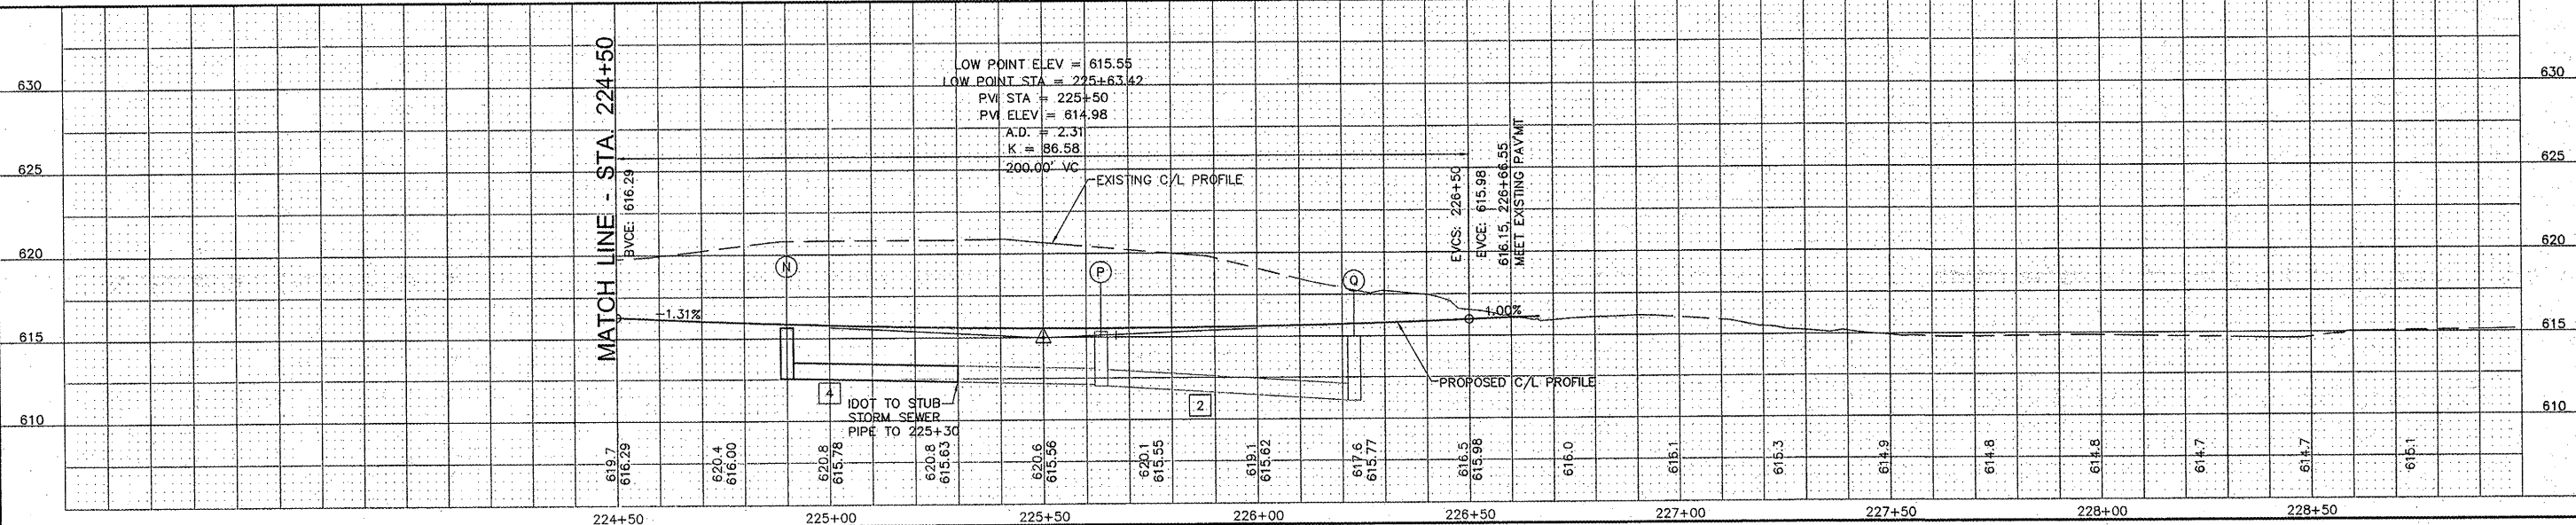 MATCH LINE - STA. 224+50
LOW POINT ELEV = 615.55
LOW POINT STA = 225+63.42
PVI STA = 225+50
PVI ELEV = 614.98
A.D. = 2.31
K = 86.58
200.00' VC
EXISTING C/L PROFILE
BVCE: 616.29
EVCS: 226+50
EVCE: 615.98
616.15, 226+66.55
MEET EXISTING PAV'MT
630
630
625
625
620
620
615
615
610
610
N
P
Q
-1.31%
1.00%
PROPOSED C/L PROFILE
4
IDOT TO STUB
STORM SEWER
PIPE TO 225+30
2
619.7
616.29
620.4
616.00
620.8
615.78
620.8
615.63
620.6
615.56
620.1
615.55
619.1
615.62
617.6
615.77
616.5
615.98
616.0
615.1
615.3
614.9
614.8
614.8
614.7
614.7
615.1
224+50
225+00
225+50
226+00
226+50
227+00
227+50
228+00
228+50